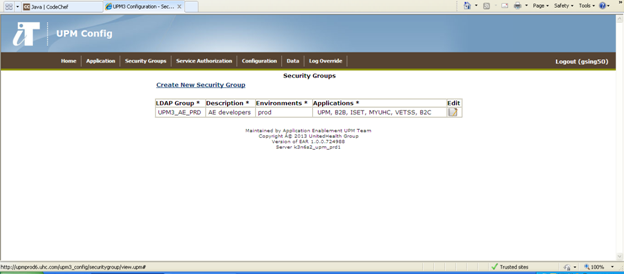 Java | CodeChef
UPM3 Configuration - Sec...
Page
Safety
Tools
iT
UPM Config
Home Application Security Groups Service Authorization Configuration Data Log Override Logout (gsing50)
Security Groups
Create New Security Group
LDAP Group * Description * Environments * Applications * Edit
UPM3_AE_PRD AE developers prod UPM, B2B, ISET, MYUHC, VETSS, B2C
Maintained by Application Enablement UPM Team
Copyright Â© 2013 UnitedHealth Group
Version of EAR 1.0.0.724988
http://upmprod6.uhc.com/upm3_config/securitygroup/view.upm# Trusted sites 100%